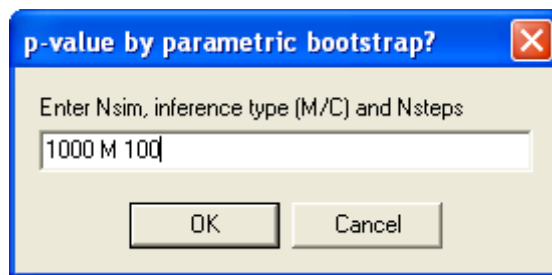 p-value by parametric bootstrap?
Enter Nsim, inference type (M/C) and Nsteps
1000 M 100
OK Cancel